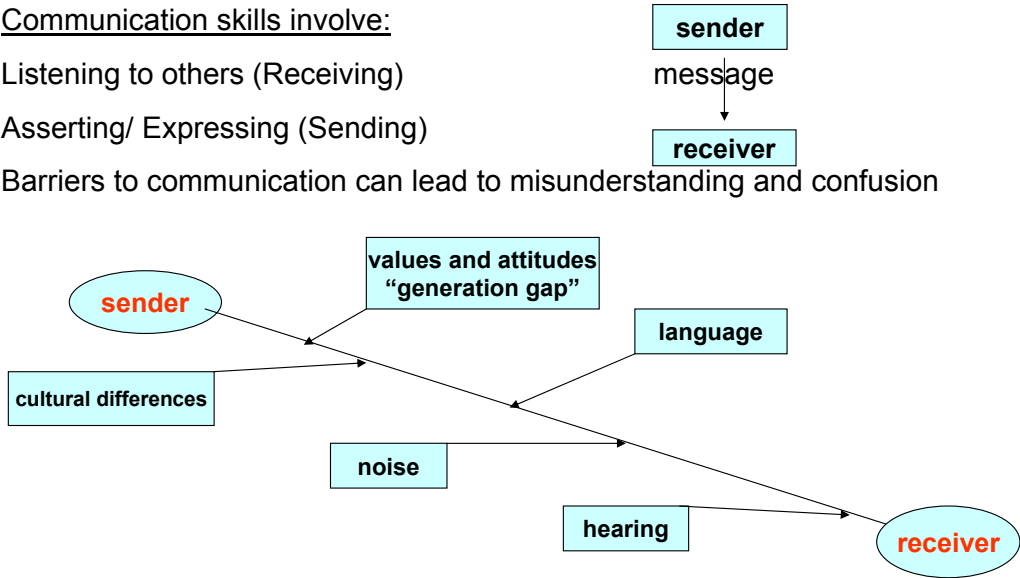 Communication skills involve:
sender
Listening to others (Receiving)
message
Asserting/ Expressing (Sending)
receiver
Barriers to communication can lead to misunderstanding and confusion
values and attitudes
“generation gap”
sender
language
cultural differences
noise
hearing
receiver